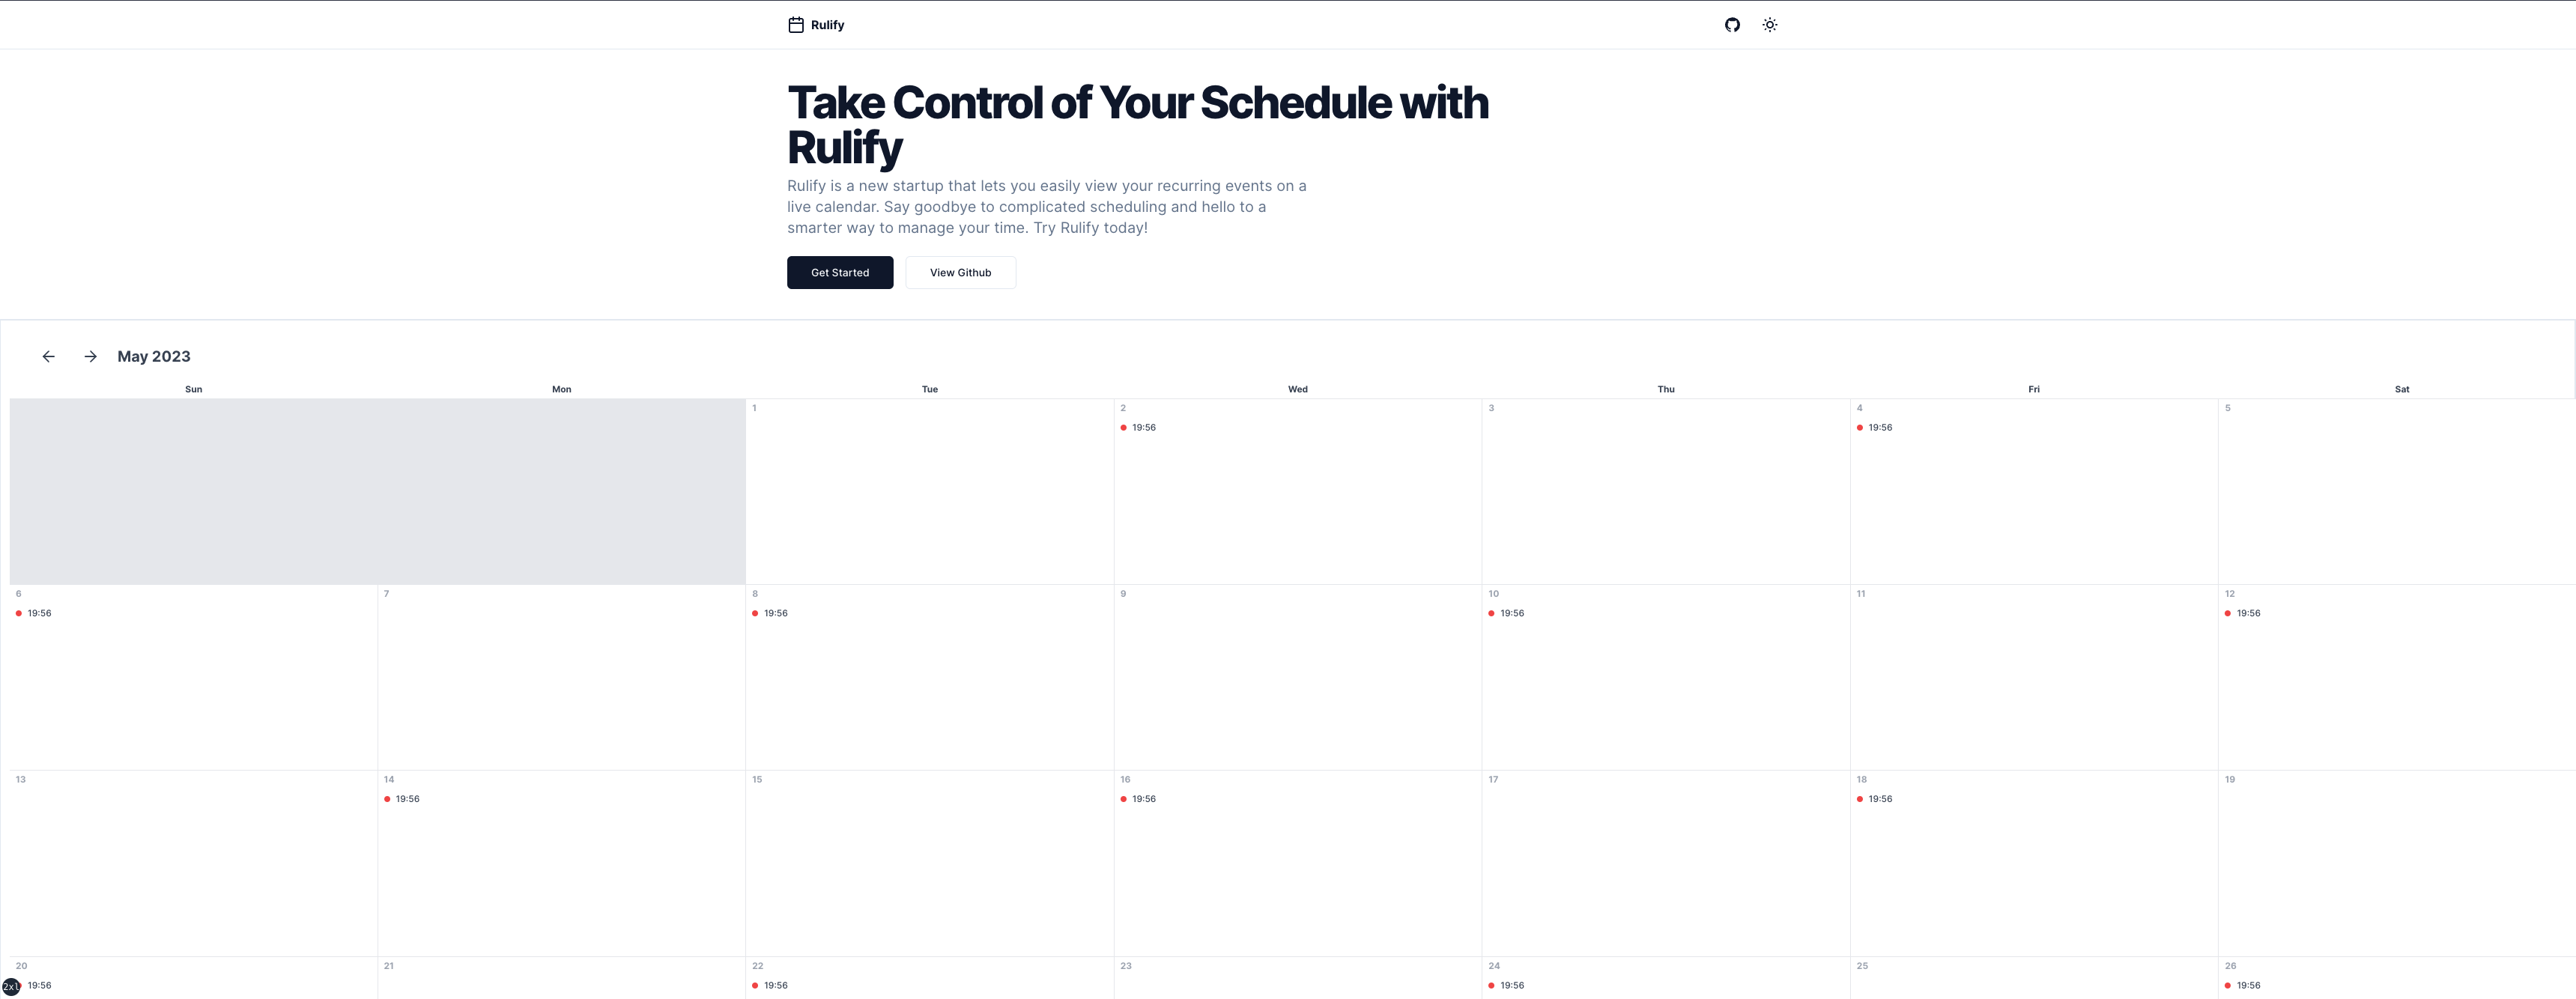 Rulify
Take Control of Your Schedule with
Rulify
Rulify is a new startup that lets you easily view your recurring events on a
live calendar. Say goodbye to complicated scheduling and hello to a
smarter way to manage your time. Try Rulify today!
Get Started View Github
May 2023
Sun Mon Tue Wed Thu Fri Sat
1 2 3 4 5
19:56 19:56
6 7 8 9 10 11 12
19:56 19:56 19:56 19:56
13 14 15 16 17 18 19
19:56 19:56 19:56
20 21 22 23 24 25 26
2xl 19:56 19:56 19:56 19:56